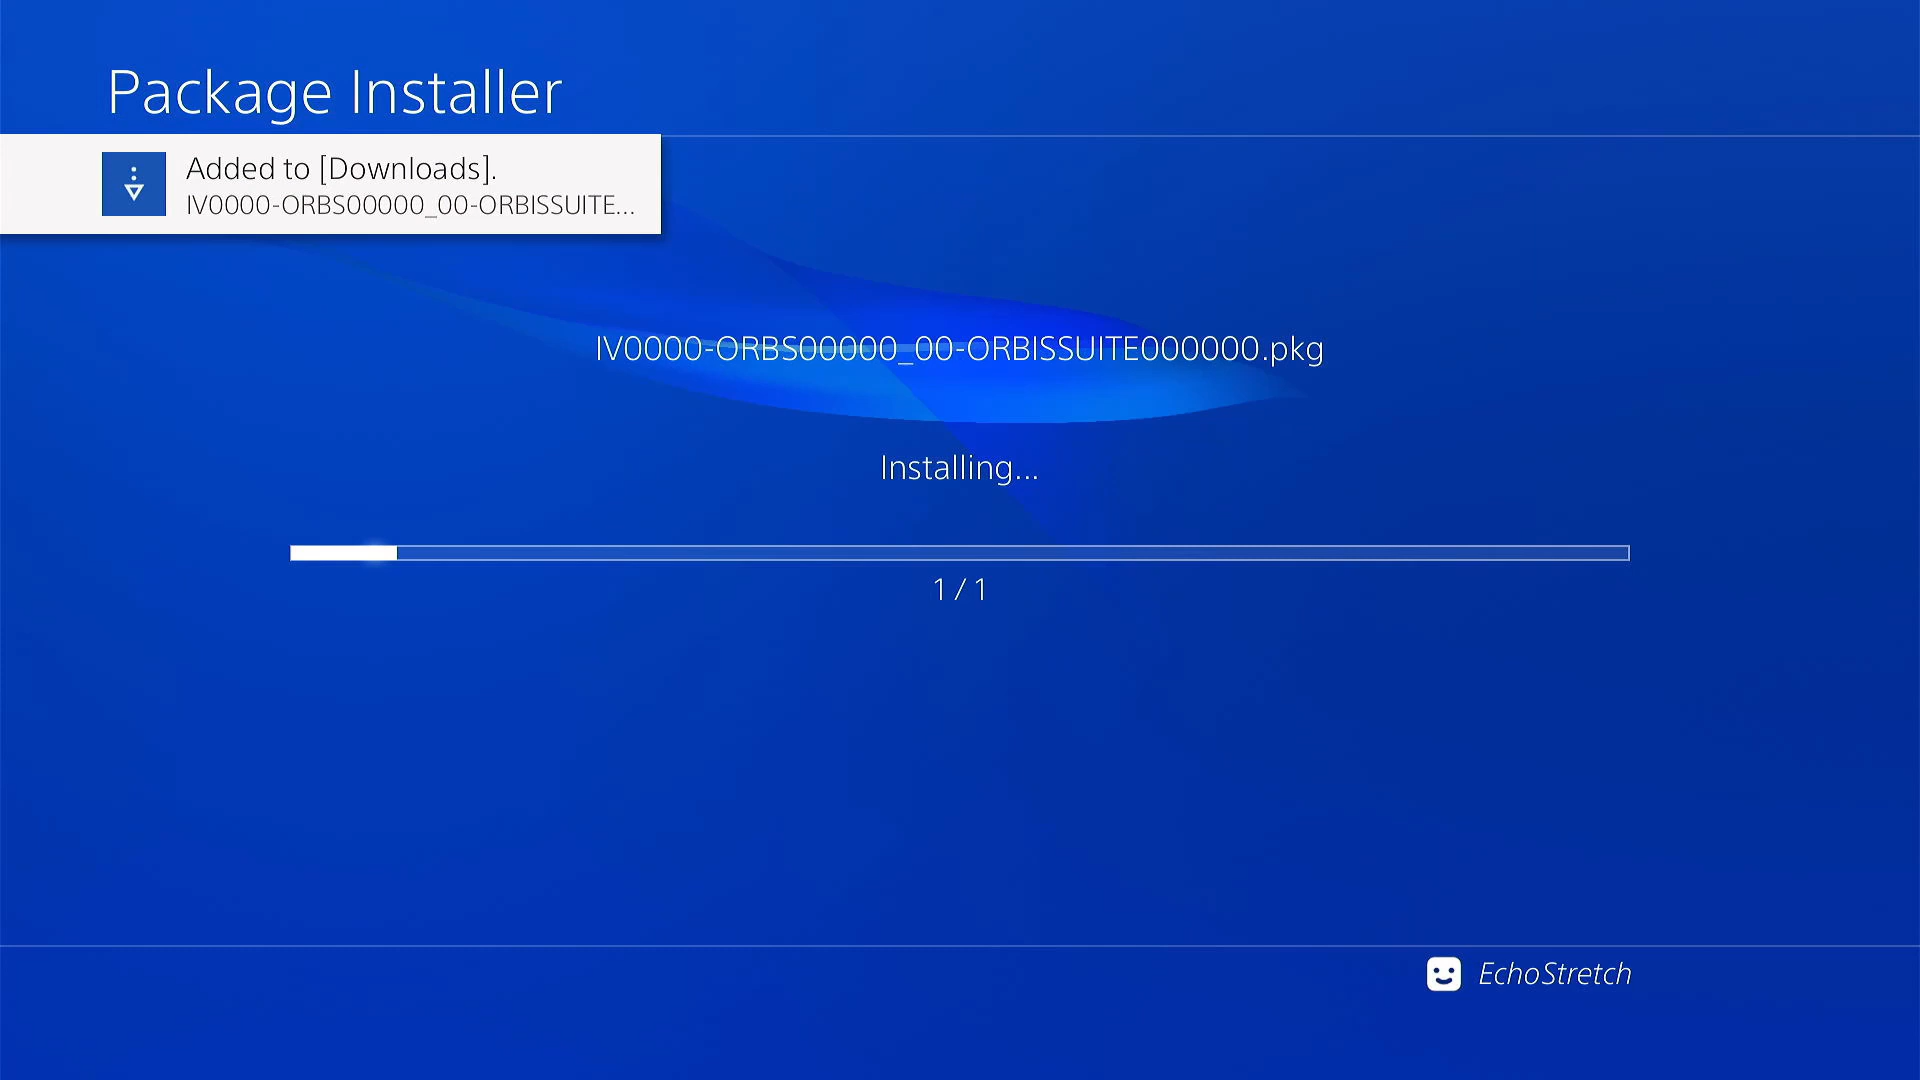 Package Installer
Added to [Downloads].
IV0000-ORBS00000_00-ORBISSUITE...
IV0000-ORBS00000_00-ORBISSUITE000000.pkg
Installing...
1 / 1
EchoStretch